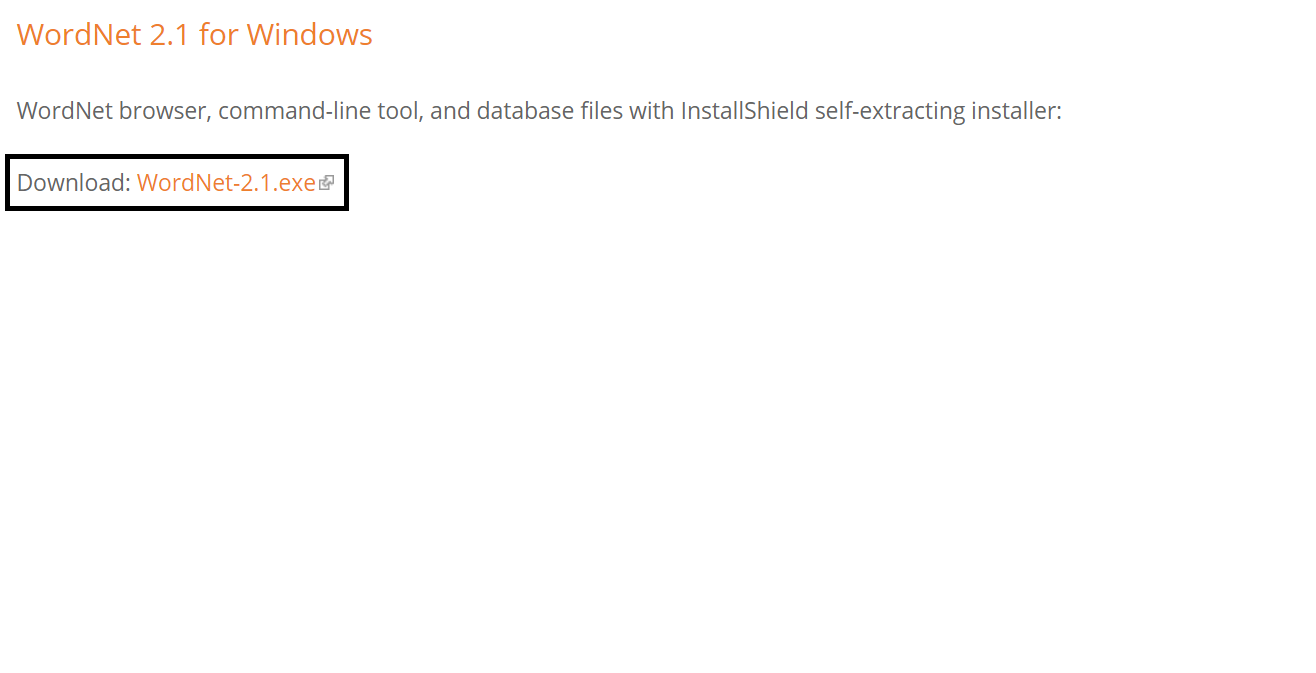 WordNet 2.1 for Windows
WordNet browser, command-line tool, and database files with InstallShield self-extracting installer:
Download: WordNet-2.1.exe